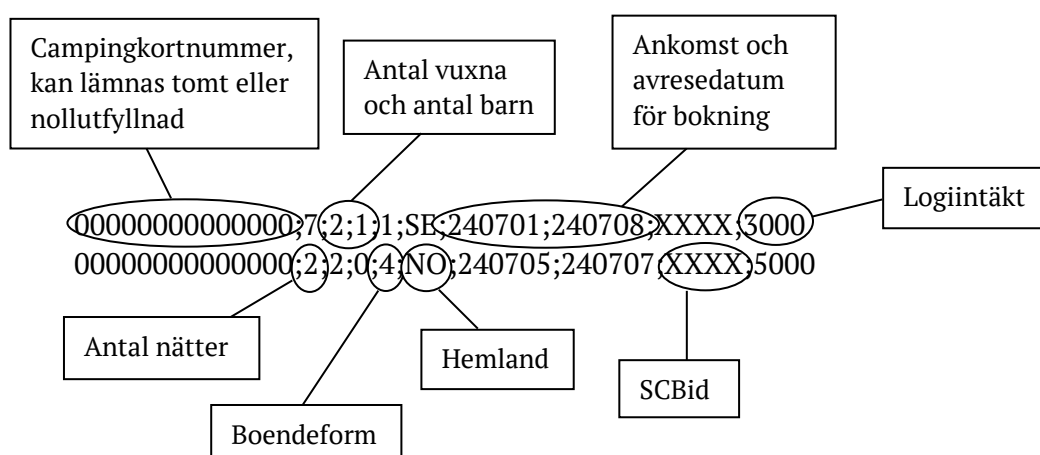 Campingkortnummer,
kan lämnas tomt eller
nollutfyllnad
Antal vuxna
och antal barn
Ankomst och
avresedatum
för bokning
Logiintäkt
00000000000000;7;2;1;1;SE;240701;240708;XXXX;3000
00000000000000;2;2;0;4;NO;240705;240707;XXXX;5000
Antal nätter
Hemland
SCBid
Boendeform